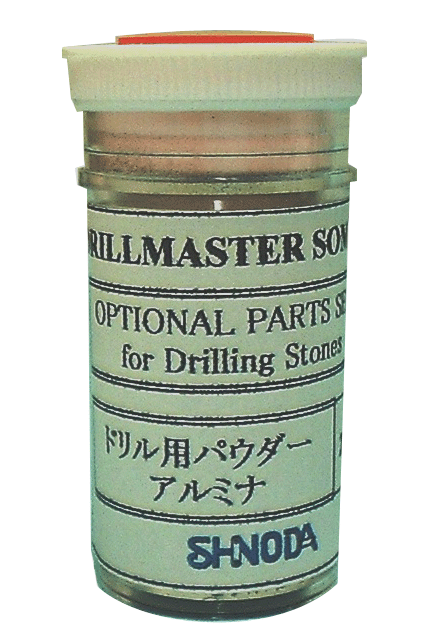 RILLMASTER SON
OPTIONAL PARTS SE
for Drilling Stones
ドリル用パウダー
アルミナ
SHINODA